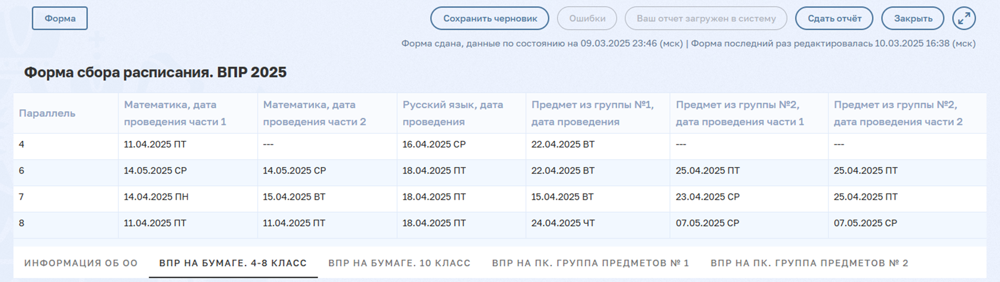 Форма Сохранить черновик Ошибки Ваш отчет загружен в систему Сдать отчёт Закрыть
Форма сдана, данные по состоянию на 09.03.2025 23:46 (мск) | Форма последний раз редактировалась 10.03.2025 16:38 (мск)
Форма сбора расписания. ВПР 2025
Параллель Математика, дата проведения части 1 Математика, дата проведения части 2 Русский язык, дата проведения Предмет из группы №1, дата проведения Предмет из группы №2, дата проведения части 1 Предмет из группы №2, дата проведения части 2
4 11.04.2025 ПТ --- 16.04.2025 СР 22.04.2025 ВТ --- ---
6 14.05.2025 СР 14.05.2025 СР 18.04.2025 ПТ 22.04.2025 ВТ 25.04.2025 ПТ 25.04.2025 ПТ
7 14.04.2025 ПН 15.04.2025 ВТ 18.04.2025 ПТ 15.04.2025 ВТ 23.04.2025 СР 25.04.2025 ПТ
8 11.04.2025 ПТ 11.04.2025 ПТ 18.04.2025 ПТ 24.04.2025 ЧТ 07.05.2025 СР 07.05.2025 СР
ИНФОРМАЦИЯ ОБ ОО ВПР НА БУМАГЕ. 4-8 КЛАСС ВПР НА БУМАГЕ. 10 КЛАСС ВПР НА ПК. ГРУППА ПРЕДМЕТОВ № 1 ВПР НА ПК. ГРУППА ПРЕДМЕТОВ № 2